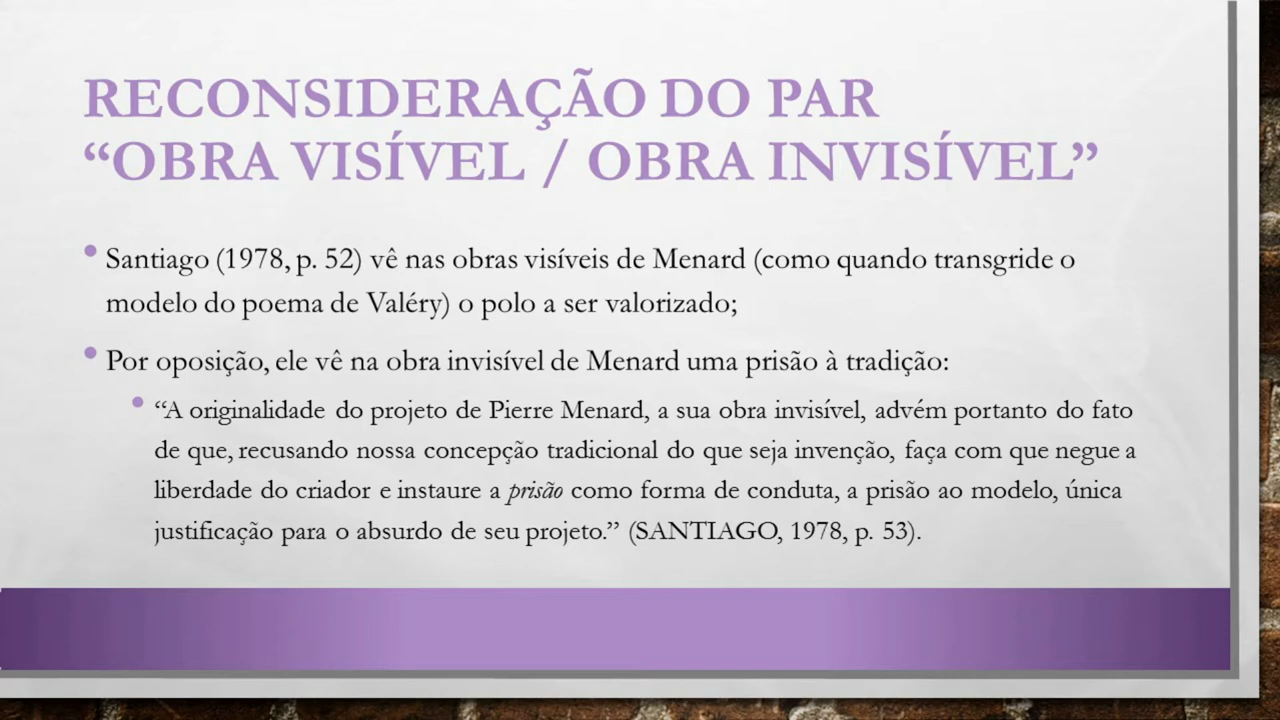 RECONSIDERAÇÃO DO PAR
“OBRA VISÍVEL / OBRA INVISÍVEL”
• Santiago (1978, p. 52) vê nas obras visíveis de Menard (como quando transgride o
modelo do poema de Valéry) o polo a ser valorizado;
• Por oposição, ele vê na obra invisível de Menard uma prisão à tradição:
• “A originalidade do projeto de Pierre Menard, a sua obra invisível, advém portanto do fato
de que, recusando nossa concepção tradicional do que seja invenção, faça com que negue a
liberdade do criador e instaure a prisão como forma de conduta, a prisão ao modelo, única
justificação para o absurdo de seu projeto.” (SANTIAGO, 1978, p. 53).